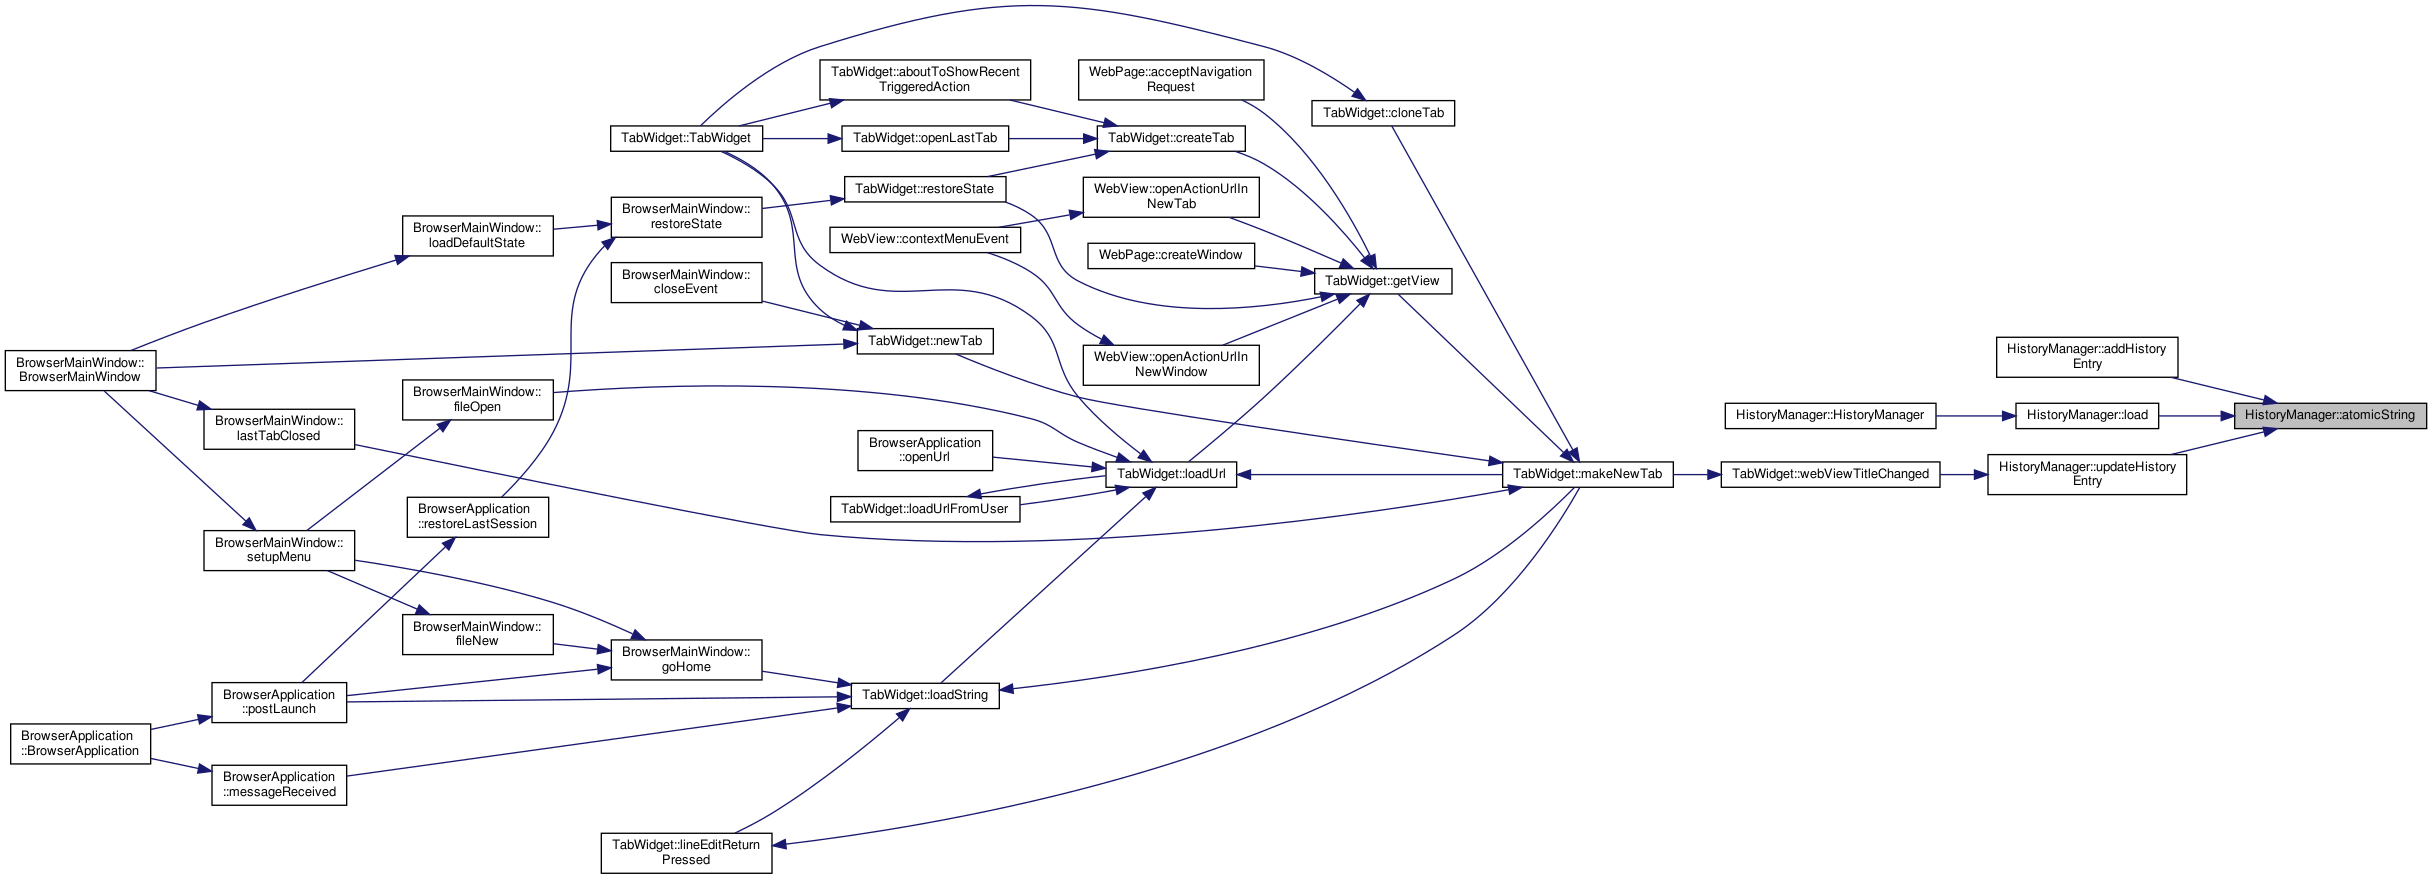 TabWidget::aboutToShowRecent
TriggeredAction
WebPage::acceptNavigation
Request
TabWidget::cloneTab
TabWidget::TabWidget
TabWidget::openLastTab
TabWidget::createTab
TabWidget::restoreState
WebView::openActionUrlIn
NewTab
BrowserMainWindow::
restoreState
BrowserMainWindow::
loadDefaultState
WebView::contextMenuEvent
WebPage::createWindow
BrowserMainWindow::
closeEvent
TabWidget::getView
TabWidget::newTab
WebView::openActionUrlIn
NewWindow
HistoryManager::addHistory
Entry
BrowserMainWindow::
BrowserMainWindow
BrowserMainWindow::
fileOpen
BrowserMainWindow::
lastTabClosed
HistoryManager::HistoryManager
HistoryManager::load
HistoryManager::atomicString
BrowserApplication
::openUrl
TabWidget::loadUrl
TabWidget::makeNewTab
TabWidget::webViewTitleChanged
HistoryManager::updateHistory
Entry
TabWidget::loadUrlFromUser
BrowserApplication
::restoreLastSession
BrowserMainWindow::
setupMenu
BrowserMainWindow::
fileNew
BrowserMainWindow::
goHome
BrowserApplication
::postLaunch
TabWidget::loadString
BrowserApplication
::BrowserApplication
BrowserApplication
::messageReceived
TabWidget::lineEditReturn
Pressed